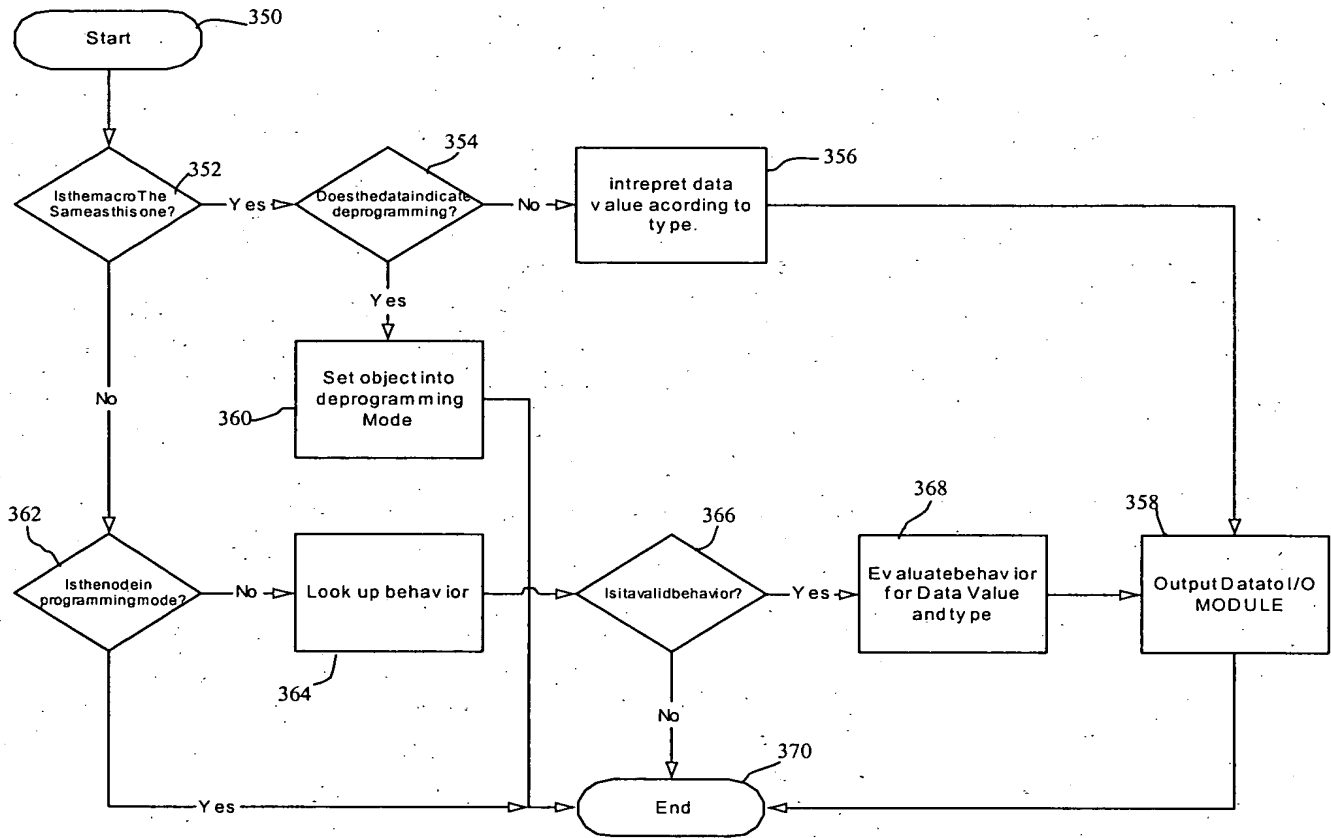 350
Start
352
IsthemacroThe
Sameasthisone?
Yes
354
Doesthedataindicate
deprogramming?
No
356
intrepret data
value acording to
type.
Yes
Set object into
deprogramming
Mode
360
No
362
Isthenodein
programmingmode?
No
Look up behavior
364
366
Isitavalidbehavior?
Yes
368
Evaluatebehavior
for Data Value
andtype
358
OutputDatatoI/O
MODULE
No
370
Yes
End